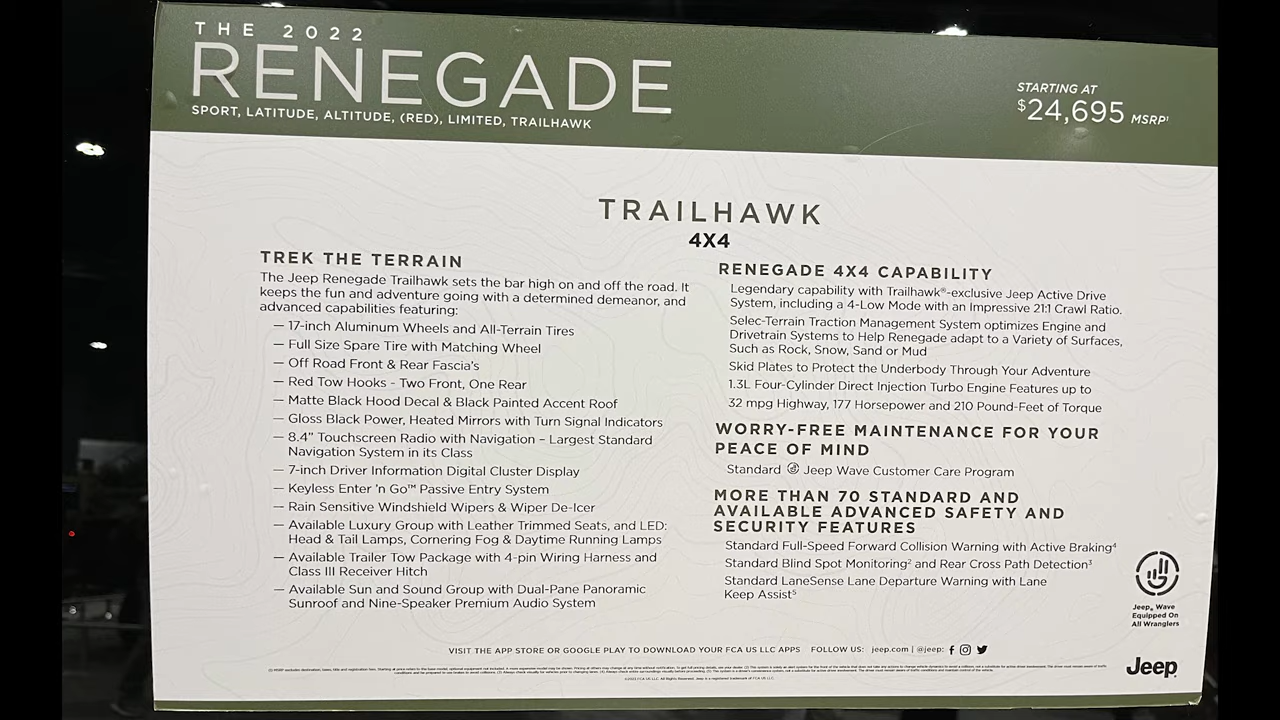 THE 2022
RENEGADE
SPORT, LATITUDE, ALTITUDE, (RED), LIMITED, TRAILHAWK
STARTING AT
$24,695 MSRP¹
TRAILHAWK
4X4
TREK THE TERRAIN
The Jeep Renegade Trailhawk sets the bar high on and off the road. It
keeps the fun and adventure going with a determined demeanor, and
advanced capabilities featuring:
— 17-inch Aluminum Wheels and All-Terrain Tires
— Full Size Spare Tire with Matching Wheel
— Off Road Front & Rear Fascia's
— Red Tow Hooks - Two Front, One Rear
— Matte Black Hood Decal & Black Painted Accent Roof
— Gloss Black Power, Heated Mirrors with Turn Signal Indicators
— 8.4" Touchscreen Radio with Navigation – Largest Standard
Navigation System in its Class
— 7-inch Driver Information Digital Cluster Display
— Keyless Enter 'n Go™ Passive Entry System
— Rain Sensitive Windshield Wipers & Wiper De-Icer
— Available Luxury Group with Leather Trimmed Seats, and LED:
Head & Tail Lamps, Cornering Fog & Daytime Running Lamps
— Available Trailer Tow Package with 4-pin Wiring Harness and
Class III Receiver Hitch
— Available Sun and Sound Group with Dual-Pane Panoramic
Sunroof and Nine-Speaker Premium Audio System
RENEGADE 4X4 CAPABILITY
Legendary capability with Trailhawk®-exclusive Jeep Active Drive
System, including a 4-Low Mode with an Impressive 21:1 Crawl Ratio.
Selec-Terrain Traction Management System optimizes Engine and
Drivetrain Systems to Help Renegade adapt to a Variety of Surfaces,
Such as Rock, Snow, Sand or Mud
Skid Plates to Protect the Underbody Through Your Adventure
1.3L Four-Cylinder Direct Injection Turbo Engine Features up to
32 mpg Highway, 177 Horsepower and 210 Pound-Feet of Torque
WORRY-FREE MAINTENANCE FOR YOUR
PEACE OF MIND
Standard Jeep Wave Customer Care Program
MORE THAN 70 STANDARD AND
AVAILABLE ADVANCED SAFETY AND
SECURITY FEATURES
Standard Full-Speed Forward Collision Warning with Active Braking⁴
Standard Blind Spot Monitoring² and Rear Cross Path Detection³
Standard LaneSense Lane Departure Warning with Lane
Keep Assist⁵
Jeep® Wave
Equipped On
All Wranglers
VISIT THE APP STORE OR GOOGLE PLAY TO DOWNLOAD YOUR FCA US LLC APPS FOLLOW US: jeep.com | @jeep:
Jeep